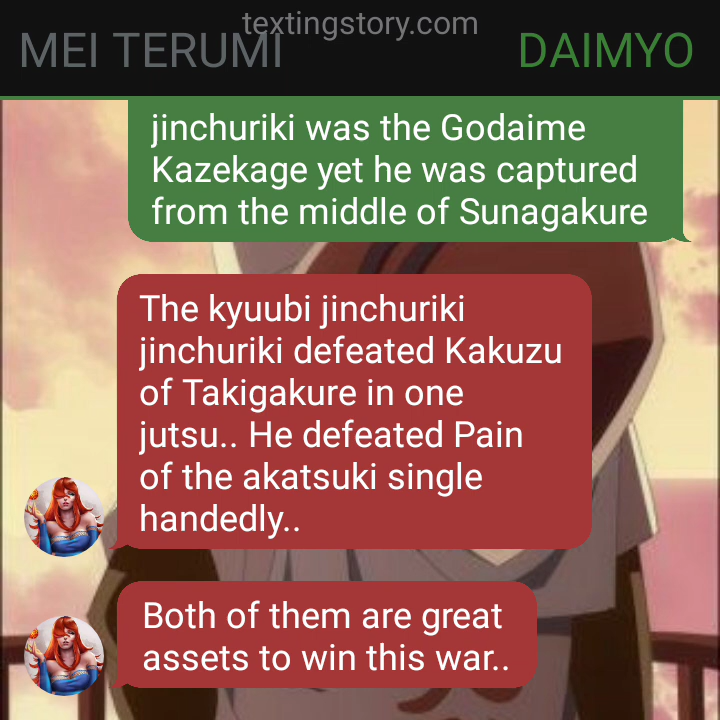 textingstory.com
MEI TERUMI
DAIMYO
jinchuriki was the Godaime
Kazekage yet he was captured
from the middle of Sunagakure
The kyuubi jinchuriki
jinchuriki defeated Kakuzu
of Takigakure in one
jutsu.. He defeated Pain
of the akatsuki single
handedly..
Both of them are great
assets to win this war..